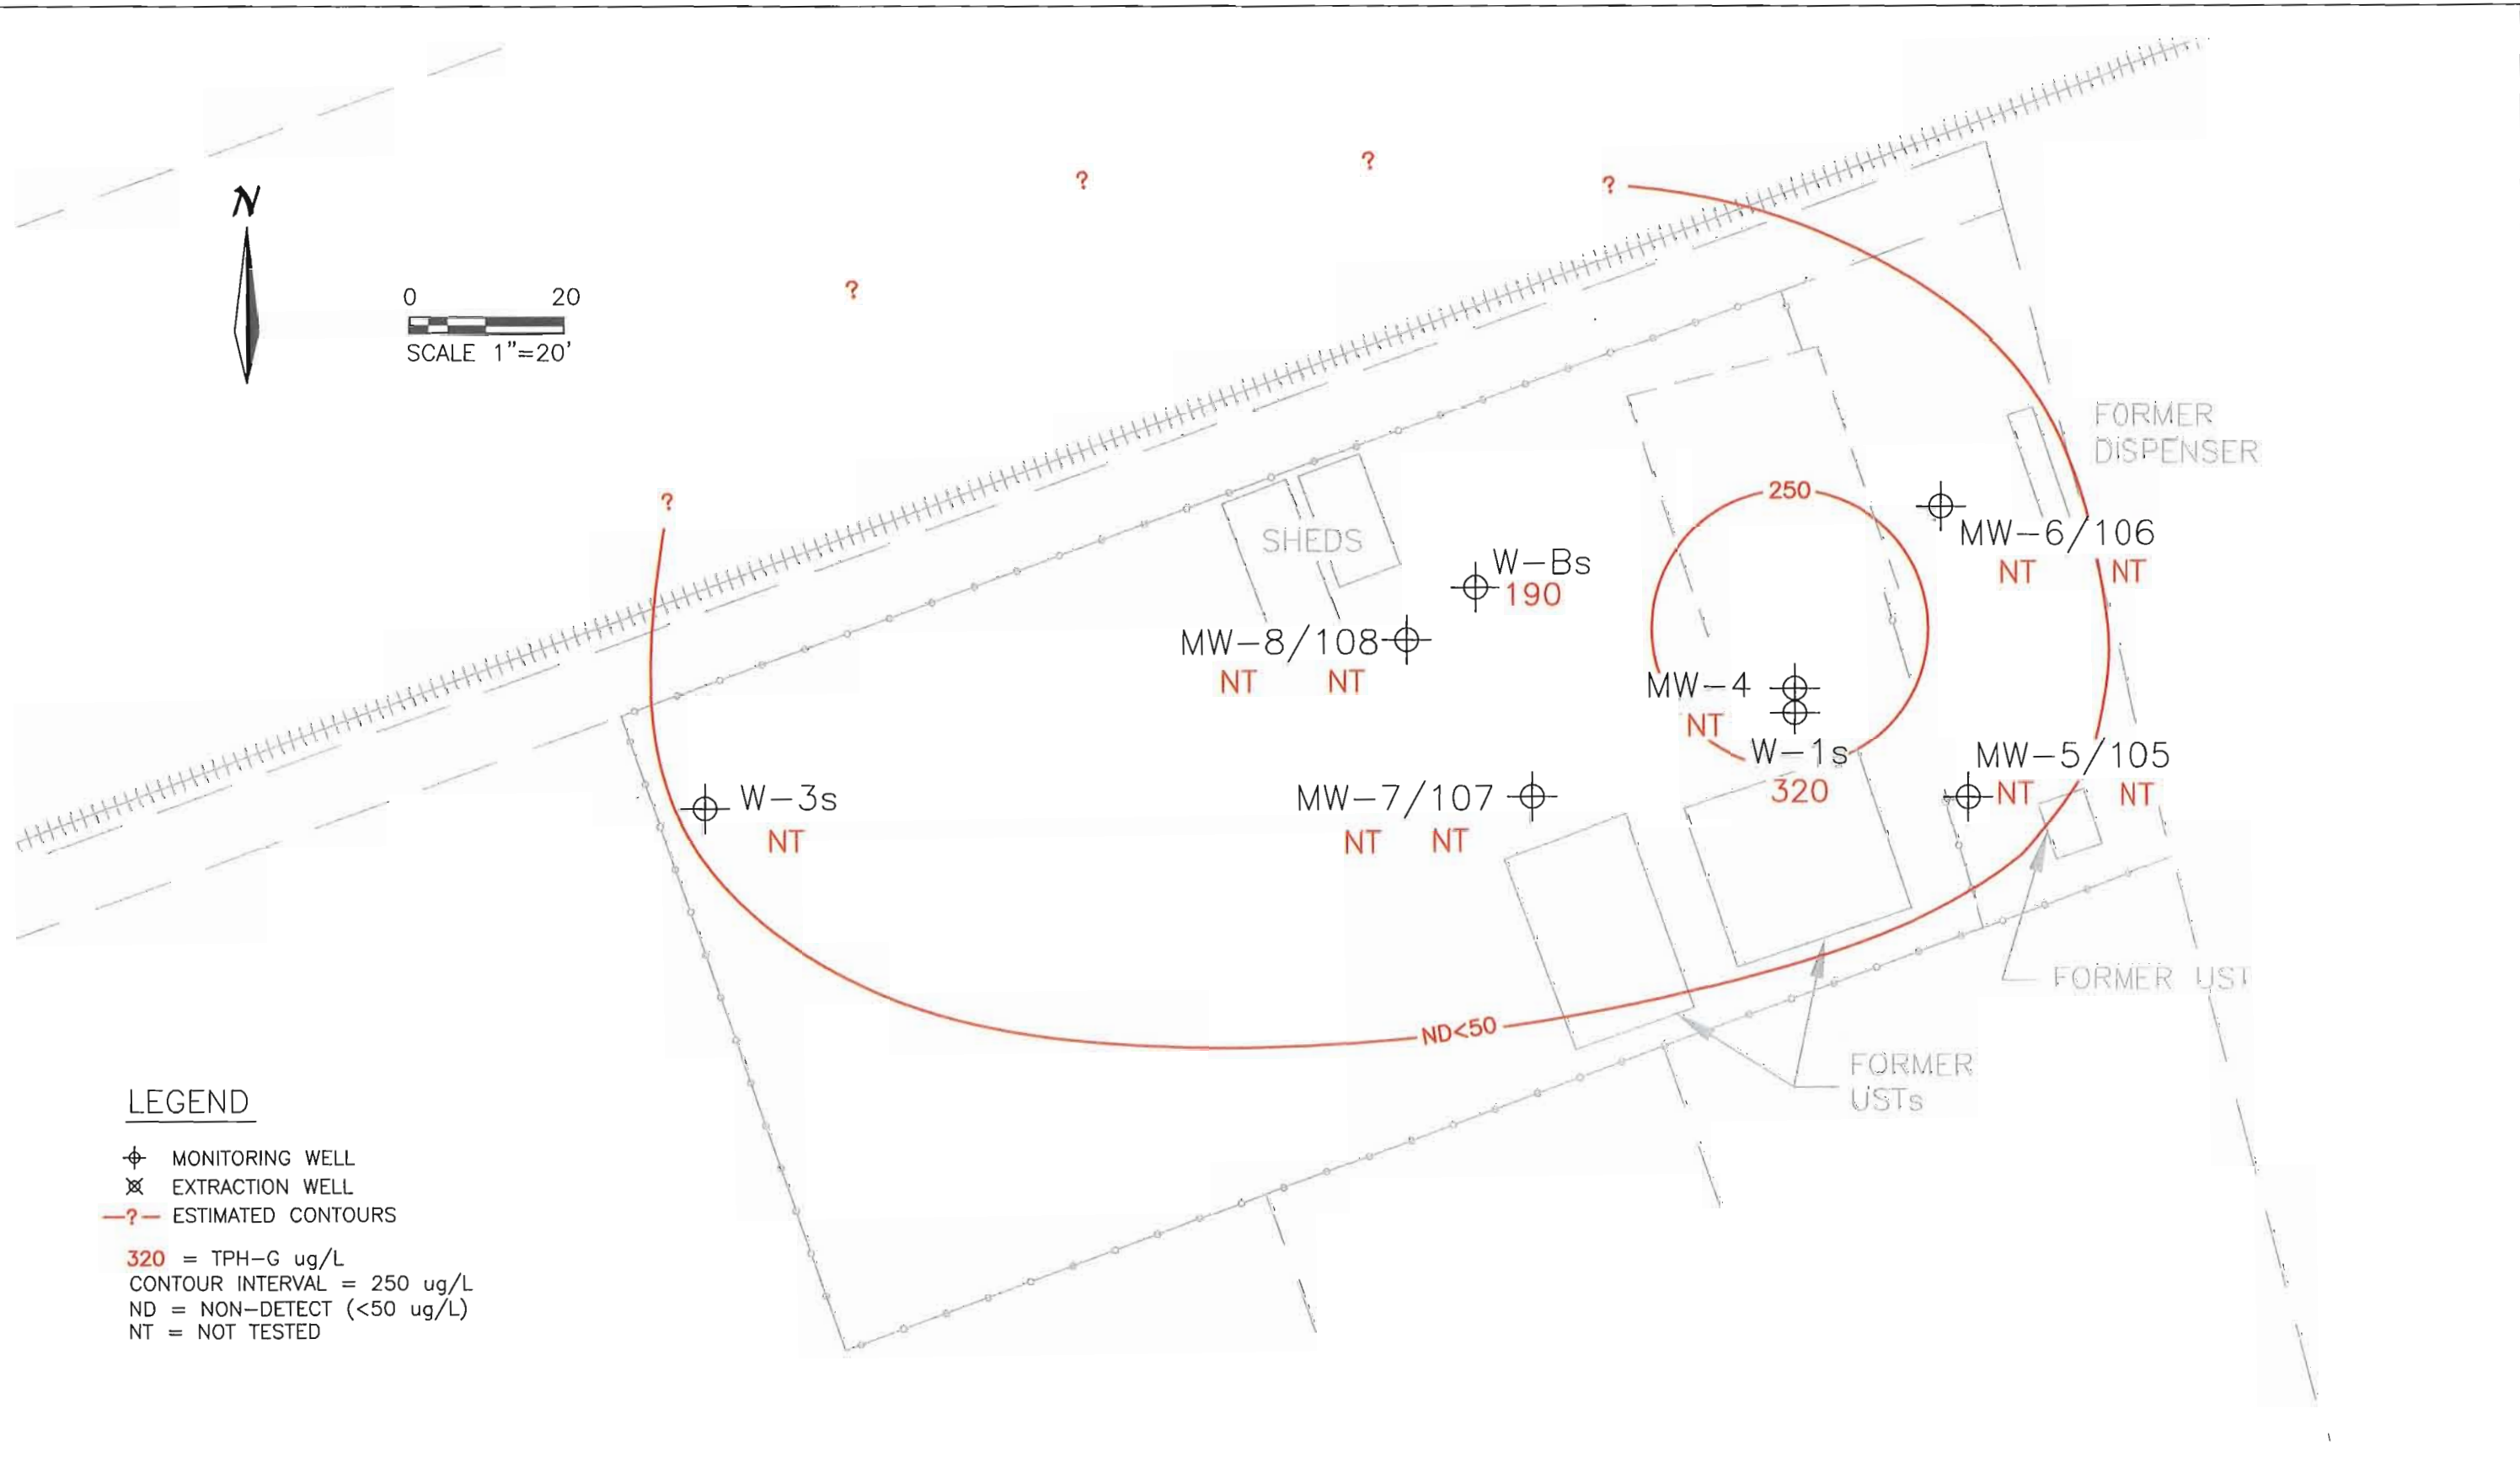 ?
?
?
N
?
0 20
SCALE 1"=20'
FORMER
DISPENSER
250
?
MW-6/106
SHEDS
W-Bs
NT NT
190
MW-8/108
NT NT
MW-4
NT
W-1s
MW-5/105
320
NT NT
W-3s
MW-7/107
NT
NT NT
FORMER UST
ND<50
FORMER
USTs
LEGEND
MONITORING WELL
EXTRACTION WELL
—?— ESTIMATED CONTOURS
320 = TPH-G ug/L
CONTOUR INTERVAL = 250 ug/L
ND = NON-DETECT (<50 ug/L)
NT = NOT TESTED